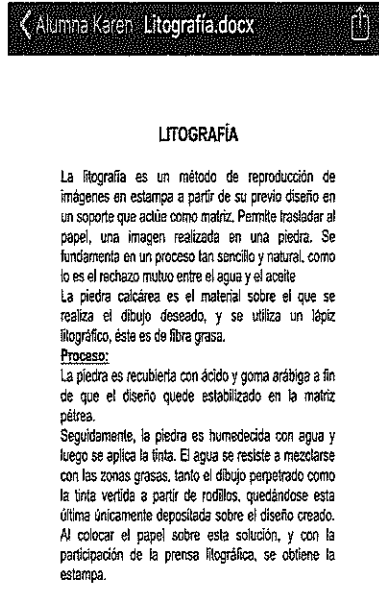 Alumna Karen Litografía.docx
LITOGRAFÍA
La litografía es un método de reproducción de
imágenes en estampa a partir de su previo diseño en
un soporte que actúe como matriz. Permite trasladar al
papel, una imagen realizada en una piedra. Se
fundamenta en un proceso tan sencillo y natural, como
lo es el rechazo mutuo entre el agua y el aceite
La piedra calcárea es el material sobre el que se
realiza el dibujo deseado, y se utiliza un lápiz
litográfico, éste es de fibra grasa.
Proceso:
La piedra es recubierta con ácido y goma arábiga a fin
de que el diseño quede estabilizado en la matriz
pétrea.
Seguidamente, la piedra es humedecida con agua y
luego se aplica la tinta. El agua se resiste a mezclarse
con las zonas grasas, tanto el dibujo perpetrado como
la tinta vertida a partir de rodillos, quedándose esta
última únicamente depositada sobre el diseño creado.
Al colocar el papel sobre esta solución, y con la
participación de la prensa litográfica, se obtiene la
estampa.